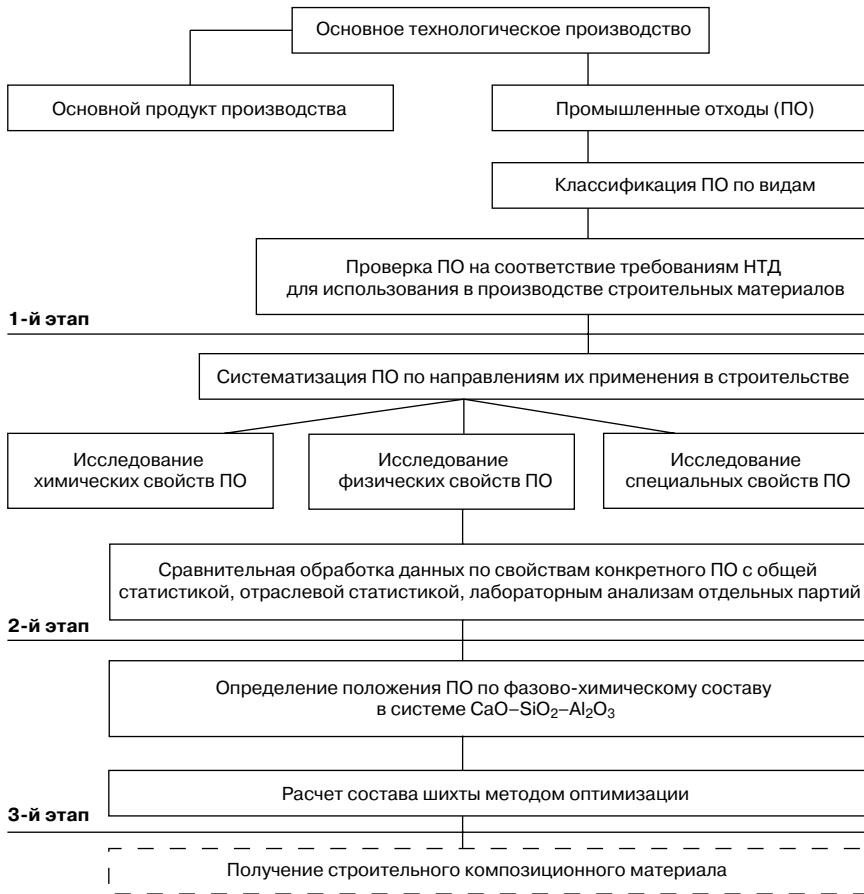 Основное технологическое производство
Основной продукт производства
Промышленные отходы (ПО)
Классификация ПО по видам
Проверка ПО на соответствие требованиям НТД
для использования в производстве строительных материалов
1-й этап
Систематизация ПО по направлениям их применения в строительстве
Исследование
химических свойств ПО
Исследование
физических свойств ПО
Исследование
специальных свойств ПО
Сравнительная обработка данных по свойствам конкретного ПО с общей
статистикой, отраслевой статистикой, лабораторным анализам отдельных партий
2-й этап
Определение положения ПО по фазово-химическому составу
в системе CaO–SiO₂–Al₂O₃
Расчет состава шихты методом оптимизации
3-й этап
Получение строительного композиционного материала